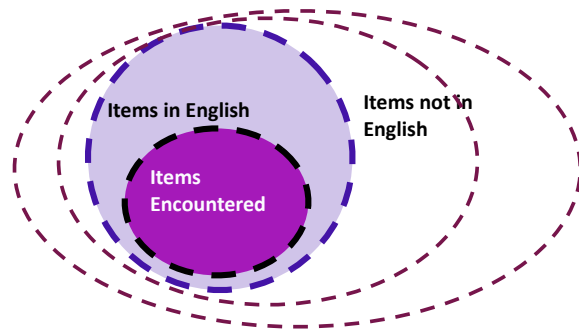 Items in English
Items not in
English
Items
Encountered